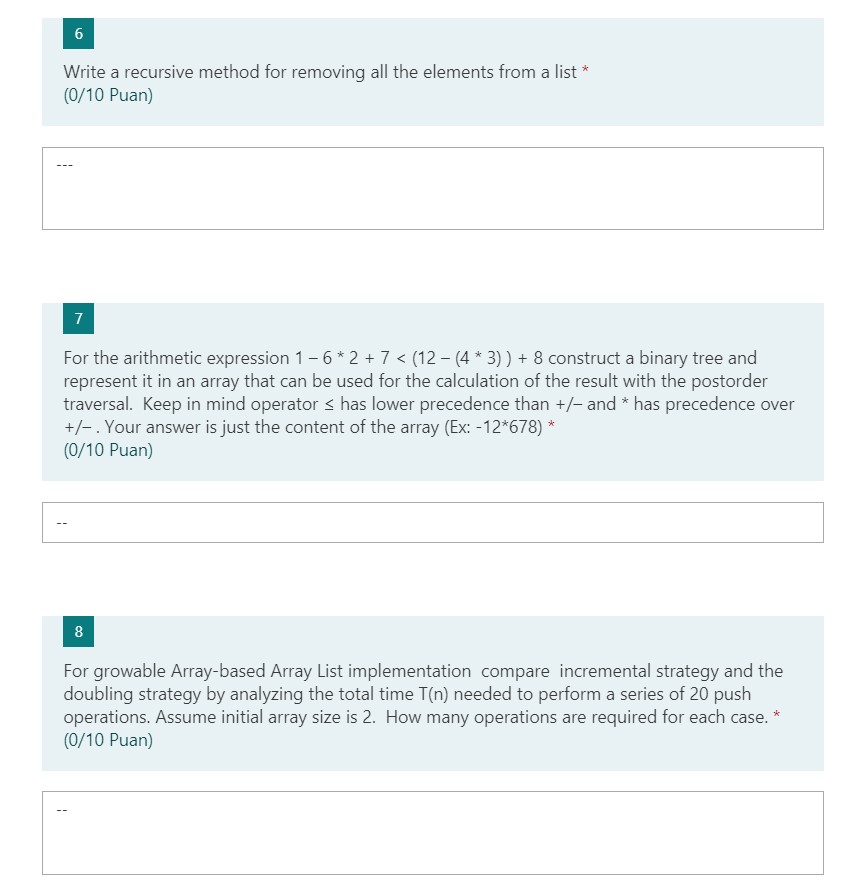 6
Write a recursive method for removing all the elements from a list *
(0/10 Puan)
---
7
For the arithmetic expression 1 – 6 * 2 + 7 < (12 – (4 * 3) ) + 8 construct a binary tree and
represent it in an array that can be used for the calculation of the result with the postorder
traversal.  Keep in mind operator ≤ has lower precedence than +/– and * has precedence over
+/– . Your answer is just the content of the array (Ex: -12*678) *
(0/10 Puan)
--
8
For growable Array-based Array List implementation  compare  incremental strategy and the
doubling strategy by analyzing the total time T(n) needed to perform a series of 20 push
operations. Assume initial array size is 2.  How many operations are required for each case. *
(0/10 Puan)
--